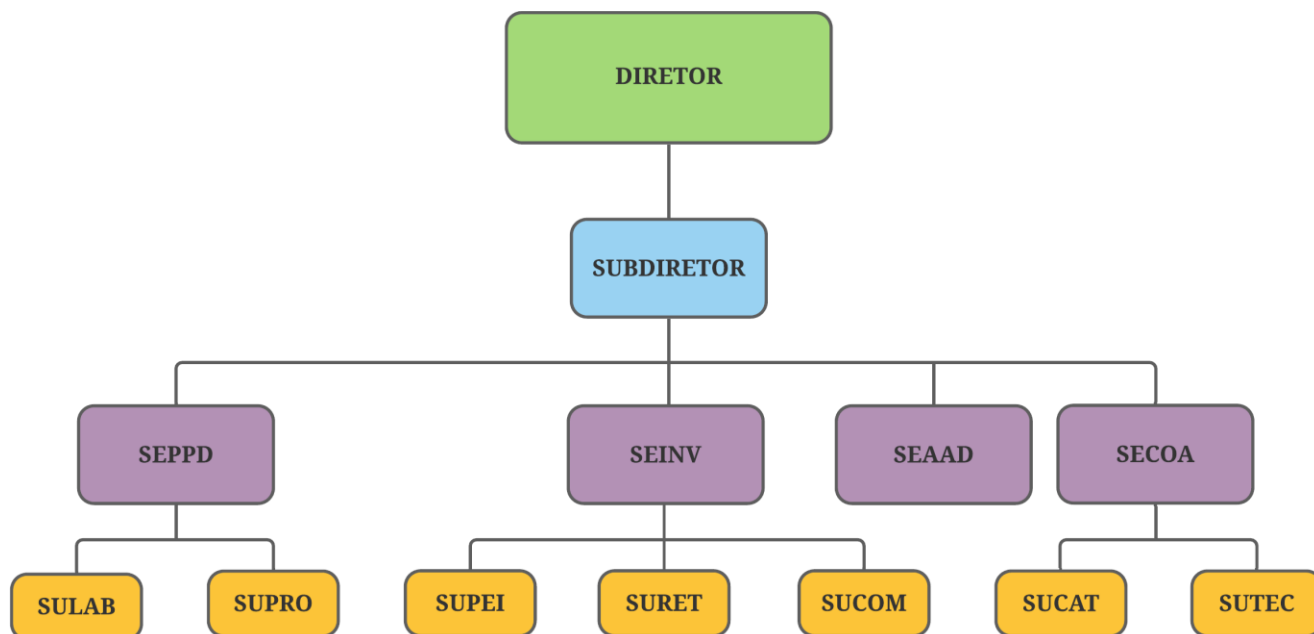 DIRETOR
SUBDIRETOR
SEPPD
SEINV
SEAAD
SECOA
SULAB
SUPRO
SUPEI
SURET
SUCOM
SUCAT
SUTEC